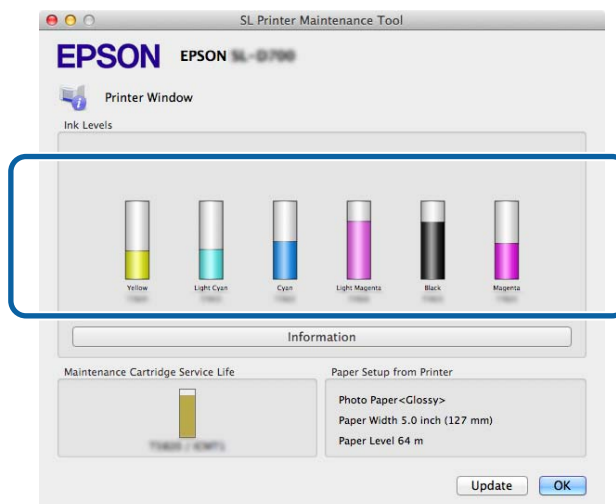 SL Printer Maintenance Tool
EPSON EPSON
Printer Window
Ink Levels
Yellow Light Cyan Cyan Light Magenta Black Magenta
Information
Maintenance Cartridge Service Life
Paper Setup from Printer
Photo Paper<Glossy>
Paper Width 5.0 inch (127 mm)
Paper Level 64 m
Update OK